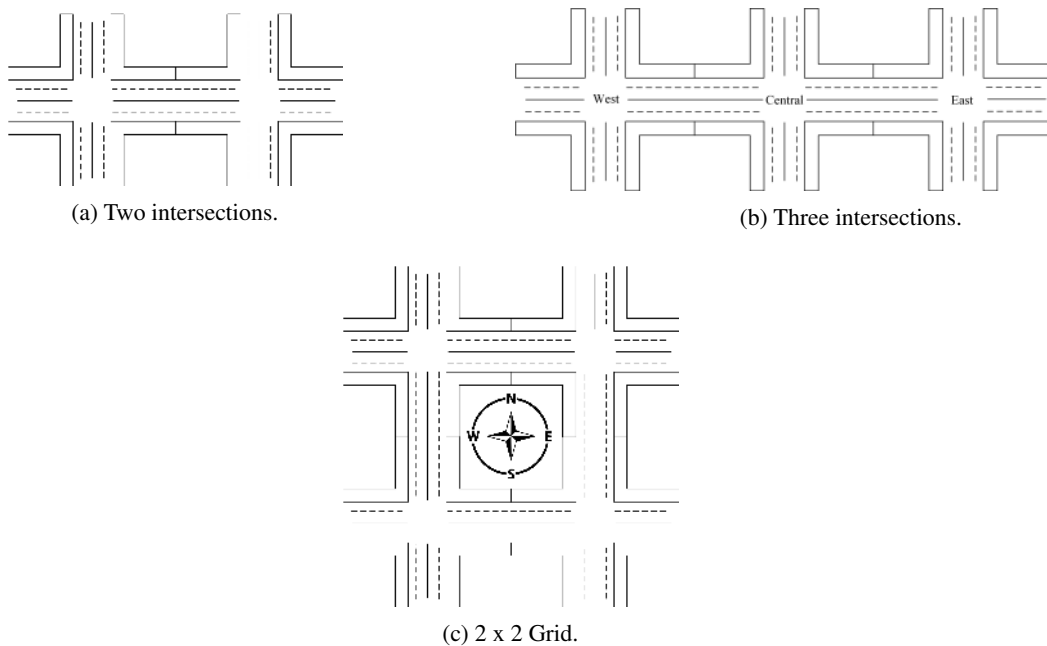 West Central East
(a) Two intersections.
(b) Three intersections.
N
W E
S
(c) 2 x 2 Grid.